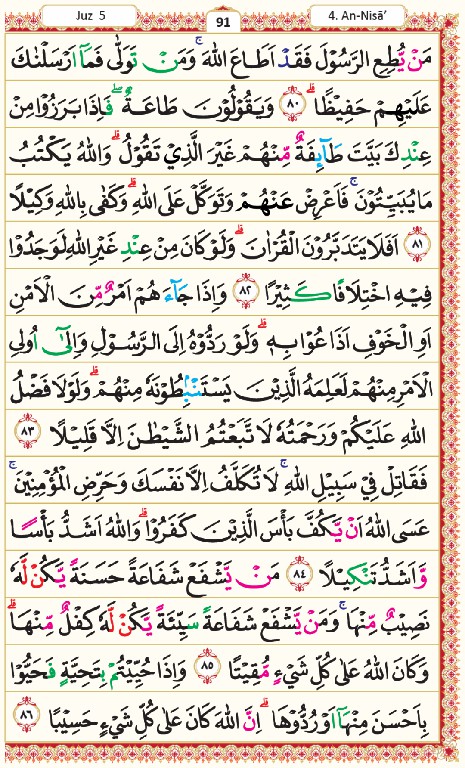 Juz 5
91
4. An-Nisā’
مَنْ يُّطِعِ الرَّسُوْلَ فَقَدْ اَطَاعَ اللّٰهَ ۚ وَمَنْ تَوَلّٰى فَمَآ اَرْسَلْنٰكَ
عَلَيْهِمْ حَفِيْظًا ۗ ٨٠ وَيَقُوْلُوْنَ طَاعَةٌ ۖ فَاِذَا بَرَزُوْا مِنْ
عِنْدِكَ بَيَّتَ طَآىِٕفَةٌ مِّنْهُمْ غَيْرَ الَّذِيْ تَقُوْلُ ۗ وَاللّٰهُ يَكْتُبُ
مَا يُبَيِّتُوْنَ ۚ فَاَعْرِضْ عَنْهُمْ وَتَوَكَّلْ عَلَى اللّٰهِ ۗ وَكَفٰى بِاللّٰهِ وَكِيْلًا
٨١ اَفَلَا يَتَدَبَّرُوْنَ الْقُرْاٰنَ ۗ وَلَوْ كَانَ مِنْ عِنْدِ غَيْرِ اللّٰهِ لَوَجَدُوْا
فِيْهِ اخْتِلَافًا كَثِيْرًا ٨٢ وَاِذَا جَآءَهُمْ اَمْرٌ مِّنَ الْاَمْنِ
اَوِ الْخَوْفِ اَذَاعُوْا بِهٖ ۗ وَلَوْ رَدُّوْهُ اِلَى الرَّسُوْلِ وَاِلٰٓى اُولِى
الْاَمْرِ مِنْهُمْ لَعَلِمَهُ الَّذِيْنَ يَسْتَنْۢبِطُوْنَهٗ مِنْهُمْ ۗ وَلَوْلَا فَضْلُ
اللّٰهِ عَلَيْكُمْ وَرَحْمَتُهٗ لَاتَّبَعْتُمُ الشَّيْطٰنَ اِلَّا قَلِيْلًا ٨٣
فَقَاتِلْ فِيْ سَبِيْلِ اللّٰهِ ۚ لَا تُكَلَّفُ اِلَّا نَفْسَكَ وَحَرِّضِ الْمُؤْمِنِيْنَ ۚ
عَسَى اللّٰهُ اَنْ يَّكُفَّ بَأْسَ الَّذِيْنَ كَفَرُوْا ۗ وَاللّٰهُ اَشَدُّ بَأْسًا
وَّاَشَدُّ تَنْكِيْلًا ٨٤ مَنْ يَّشْفَعْ شَفَاعَةً حَسَنَةً يَّكُنْ لَّهٗ
نَصِيْبٌ مِّنْهَا ۚ وَمَنْ يَّشْفَعْ شَفَاعَةً سَيِّئَةً يَّكُنْ لَّهٗ كِفْلٌ مِّنْهَا ۗ
وَكَانَ اللّٰهُ عَلٰى كُلِّ شَيْءٍ مُّقِيْتًا ٨٥ وَاِذَا حُيِّيْتُمْ بِتَحِيَّةٍ فَحَيُّوْا
بِاَحْسَنَ مِنْهَآ اَوْ رُدُّوْهَا ۗ اِنَّ اللّٰهَ كَانَ عَلٰى كُلِّ شَيْءٍ حَسِيْبًا ٨٦